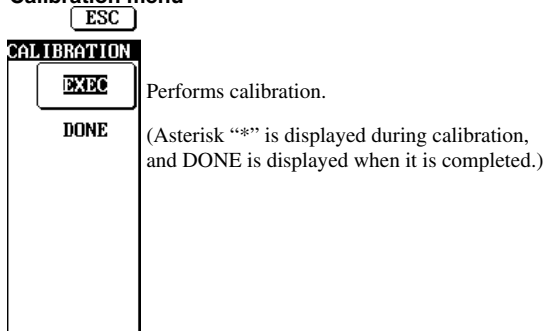 Calibration menu
ESC
CALIBRATION
EXEC
Performs calibration.
DONE
(Asterisk “*” is displayed during calibration,
and DONE is displayed when it is completed.)